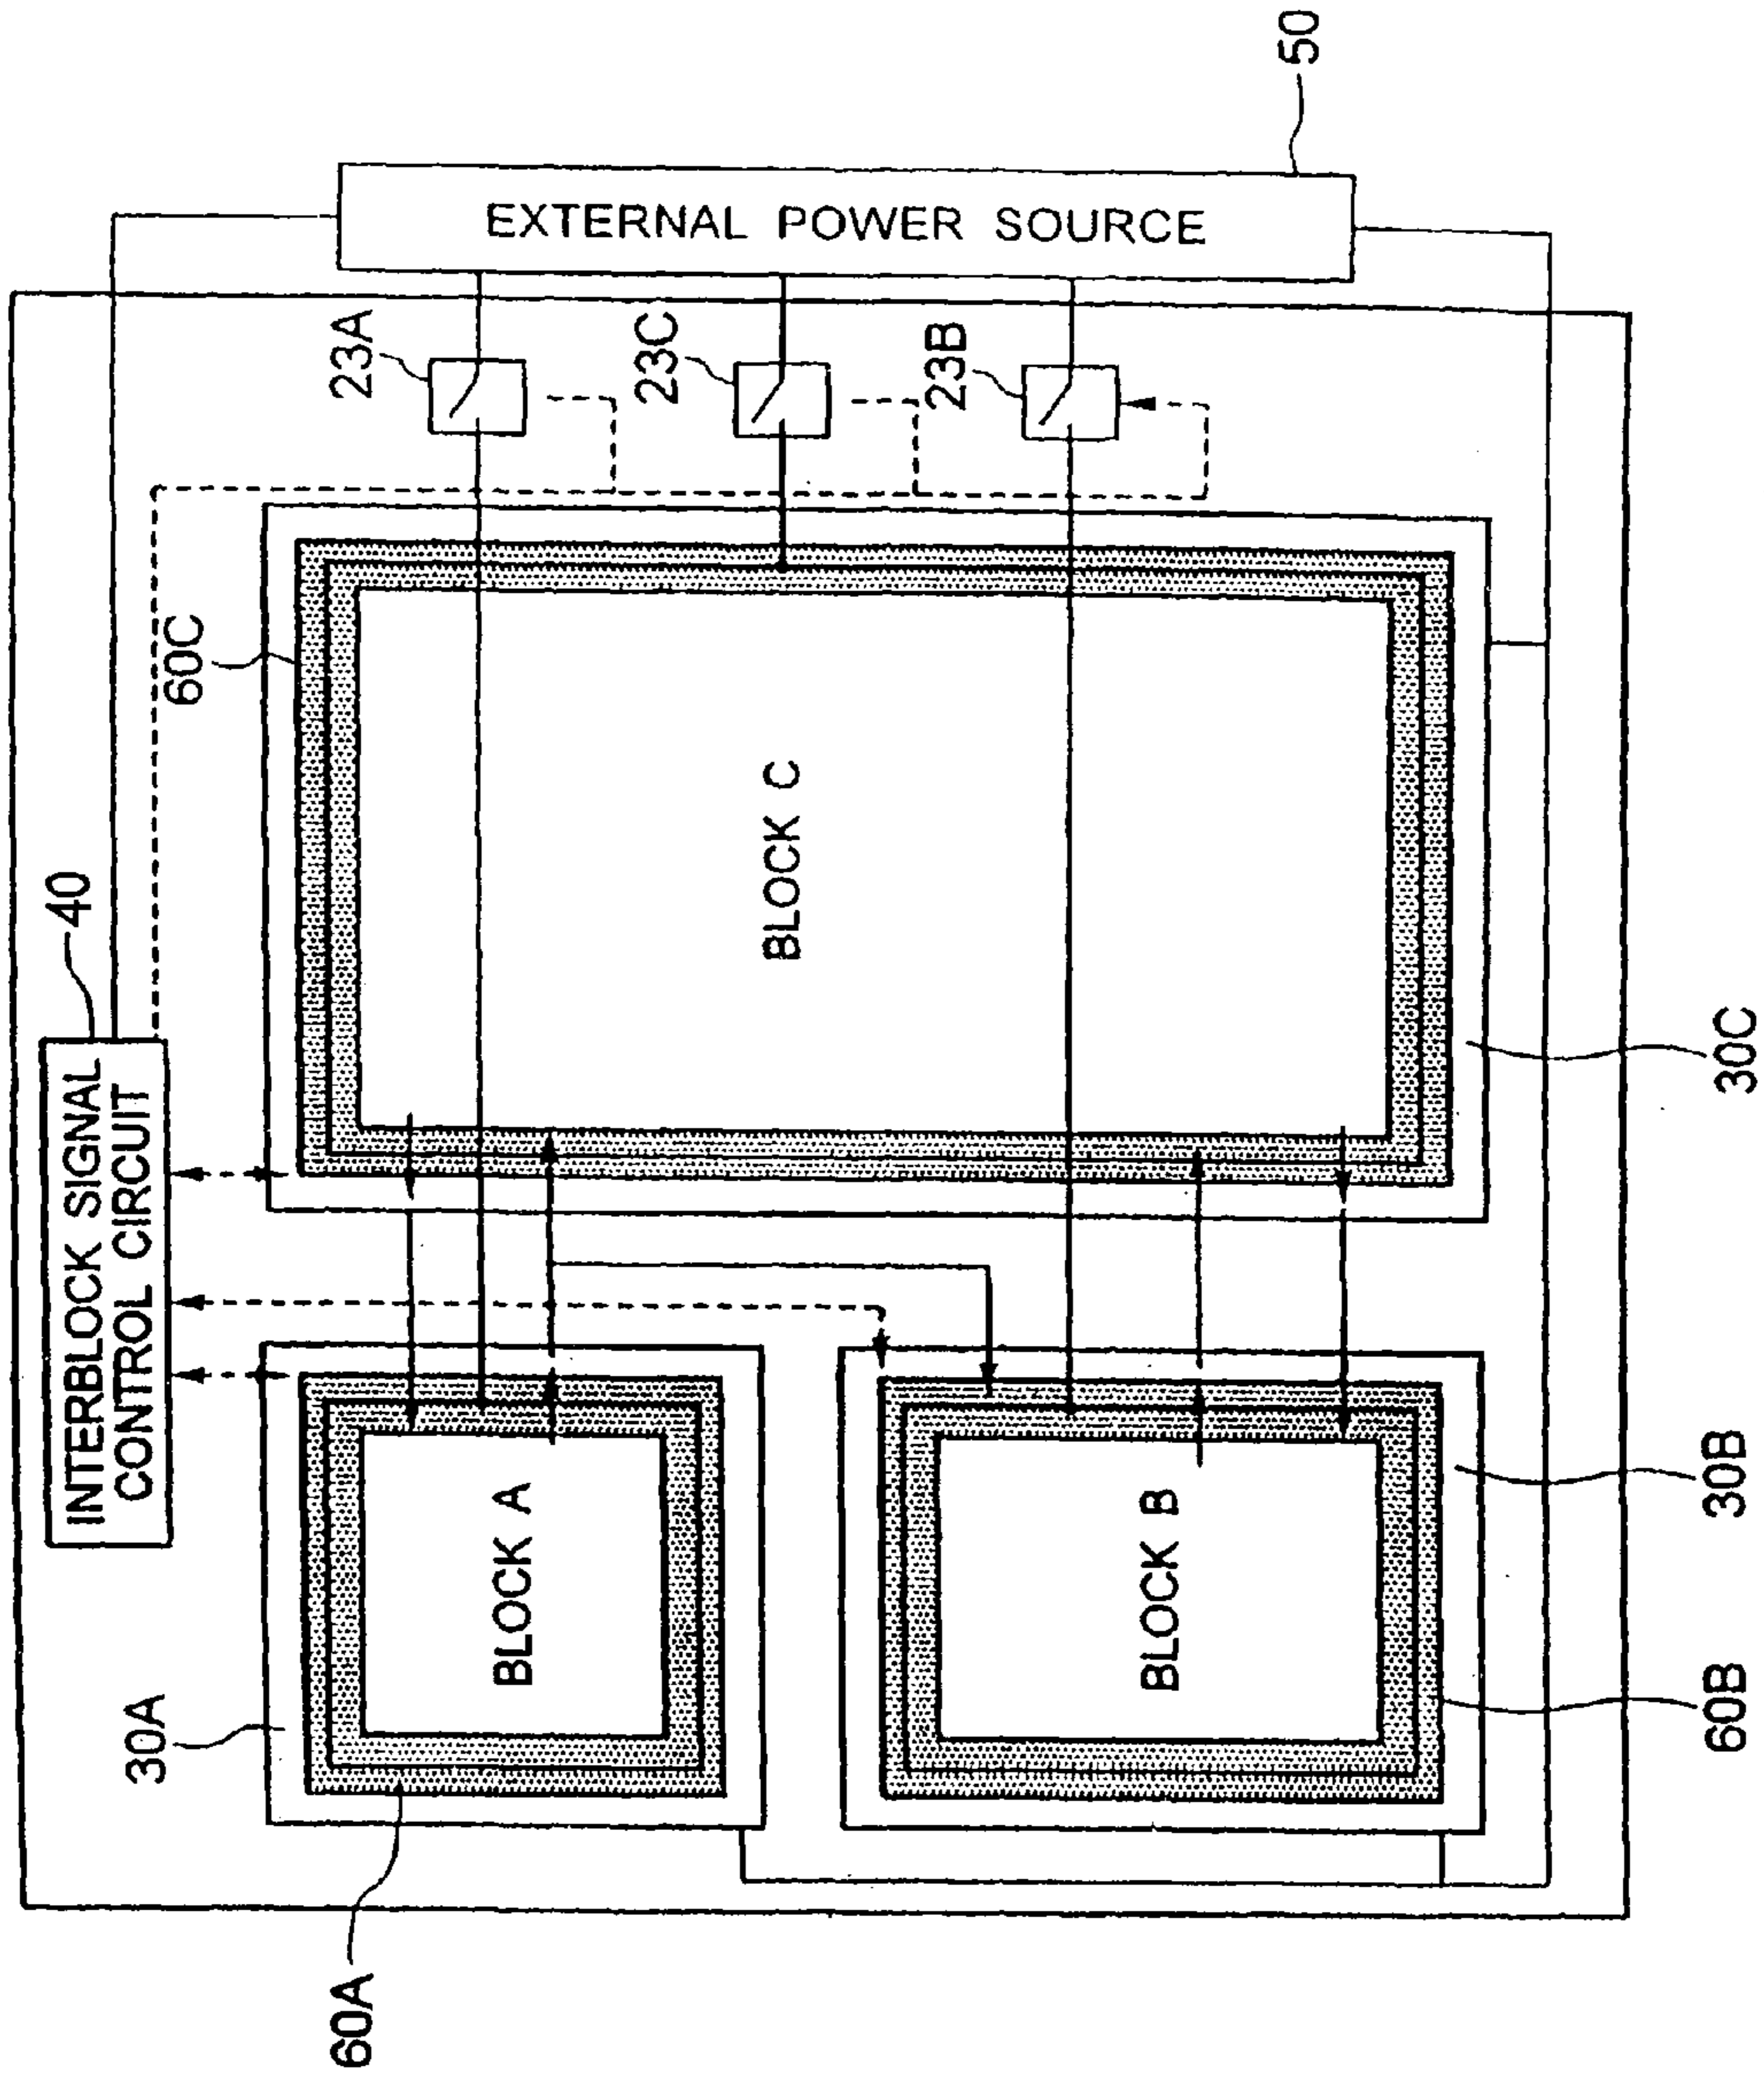 INTERBLOCK SIGNAL
CONTROL CIRCUIT
40
50
EXTERNAL POWER SOURCE
23A
23C
23B
60C
BLOCK C
30C
30A
BLOCK A
60A
BLOCK B
30B
60B